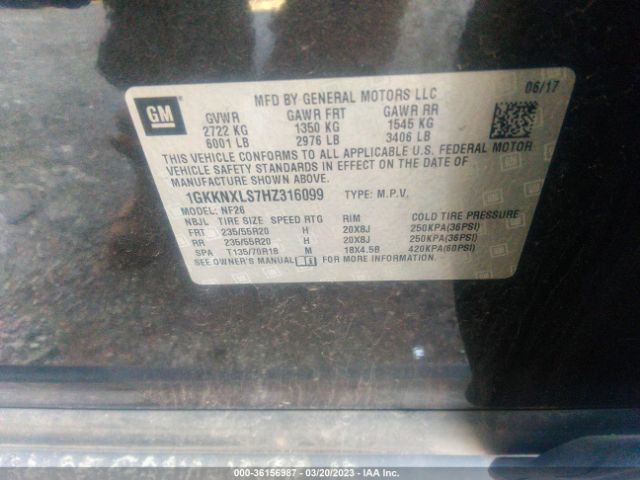 GM
MFD BY GENERAL MOTORS LLC
06/17
GVWR GAWR FRT GAWR RR
2722 KG 1350 KG 1545 KG
6001 LB 2976 LB 3406 LB
THIS VEHICLE CONFORMS TO ALL APPLICABLE U.S. FEDERAL MOTOR
VEHICLE SAFETY STANDARDS IN EFFECT ON THE DATE OF
MANUFACTURE SHOWN ABOVE.
1GKKNXLS7HZ316099 TYPE: M.P.V.
MODEL: NF26
NBJL TIRE SIZE SPEED RTG RIM COLD TIRE PRESSURE
FRT 235/55R20 H 20X8J 250KPA(36PSI)
RR 235/55R20 H 20X8J 250KPA(36PSI)
SPA T135/70R18 M 18X4.5B 420KPA(60PSI)
SEE OWNER'S MANUAL FOR MORE INFORMATION.
000-36156987 - 03/20/2023 - IAA Inc.